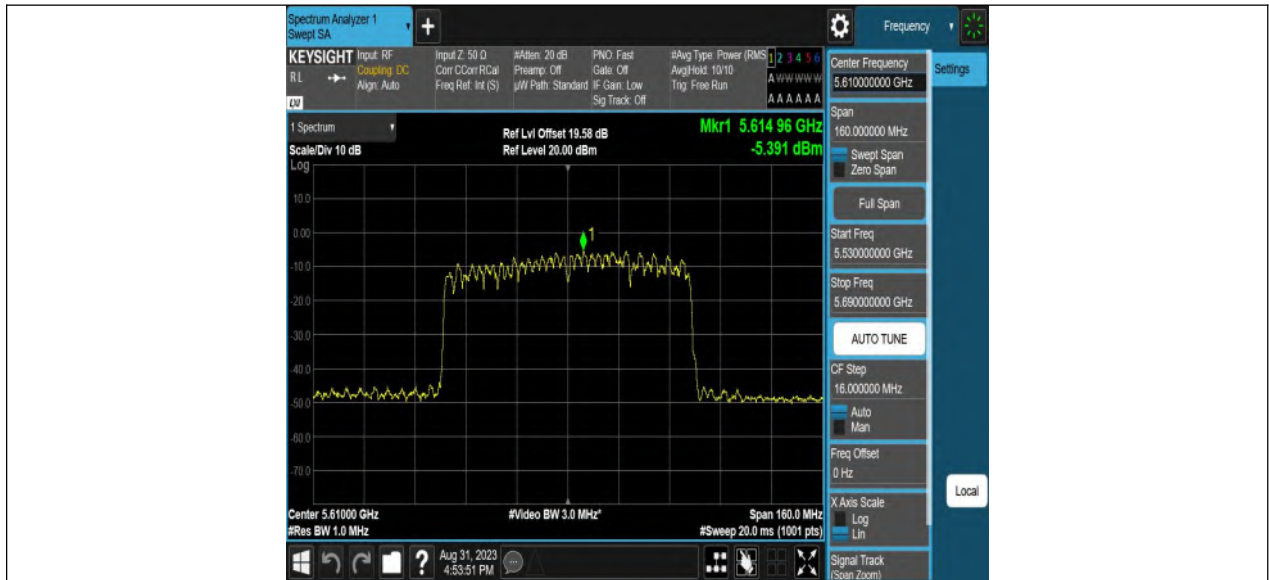 Spectrum Analyzer 1
Swept SA
+
Frequency
KEYSIGHT
RL
LXI
Input: RF
Coupling: DC
Align: Auto
Input Z: 50 Ω
Corr CCorr RCal
Freq Ref: Int (S)
#Atten: 20 dB
Preamp: Off
µW Path: Standard
PNO: Fast
Gate: Off
IF Gain: Low
Sig Track: Off
#Avg Type: Power (RMS
Avg|Hold: 10/10
Trig: Free Run
1 2 3 4 5 6
A W W W W W
A A A A A A
1 Spectrum
Scale/Div 10 dB
Log
Ref Lvl Offset 19.58 dB
Ref Level 20.00 dBm
Mkr1 5.614 96 GHz
-5.391 dBm
10.0
0.00
-10.0
-20.0
-30.0
-40.0
-50.0
-60.0
-70.0
1
Center 5.61000 GHz
#Res BW 1.0 MHz
#Video BW 3.0 MHz*
Span 160.0 MHz
#Sweep 20.0 ms (1001 pts)
?
Aug 31, 2023
4:53:51 PM
Center Frequency
5.610000000 GHz
Settings
Span
160.000000 MHz
Swept Span
Zero Span
Full Span
Start Freq
5.530000000 GHz
Stop Freq
5.690000000 GHz
AUTO TUNE
CF Step
16.000000 MHz
Auto
Man
Freq Offset
0 Hz
X Axis Scale
Log
Lin
Local
Signal Track
(Span Zoom)